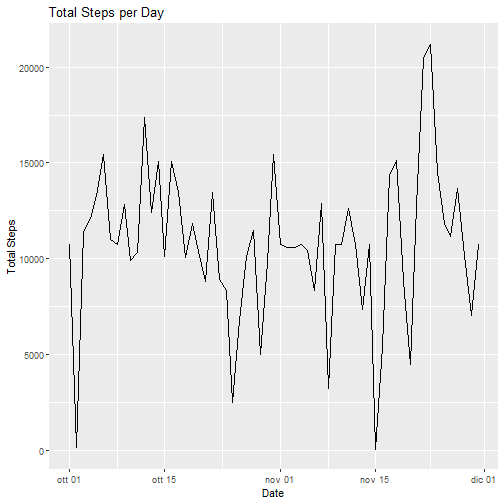 Total Steps per Day
20000
15000
10000
5000
0
Total Steps
ott 01
ott 15
nov 01
nov 15
dic 01
Date